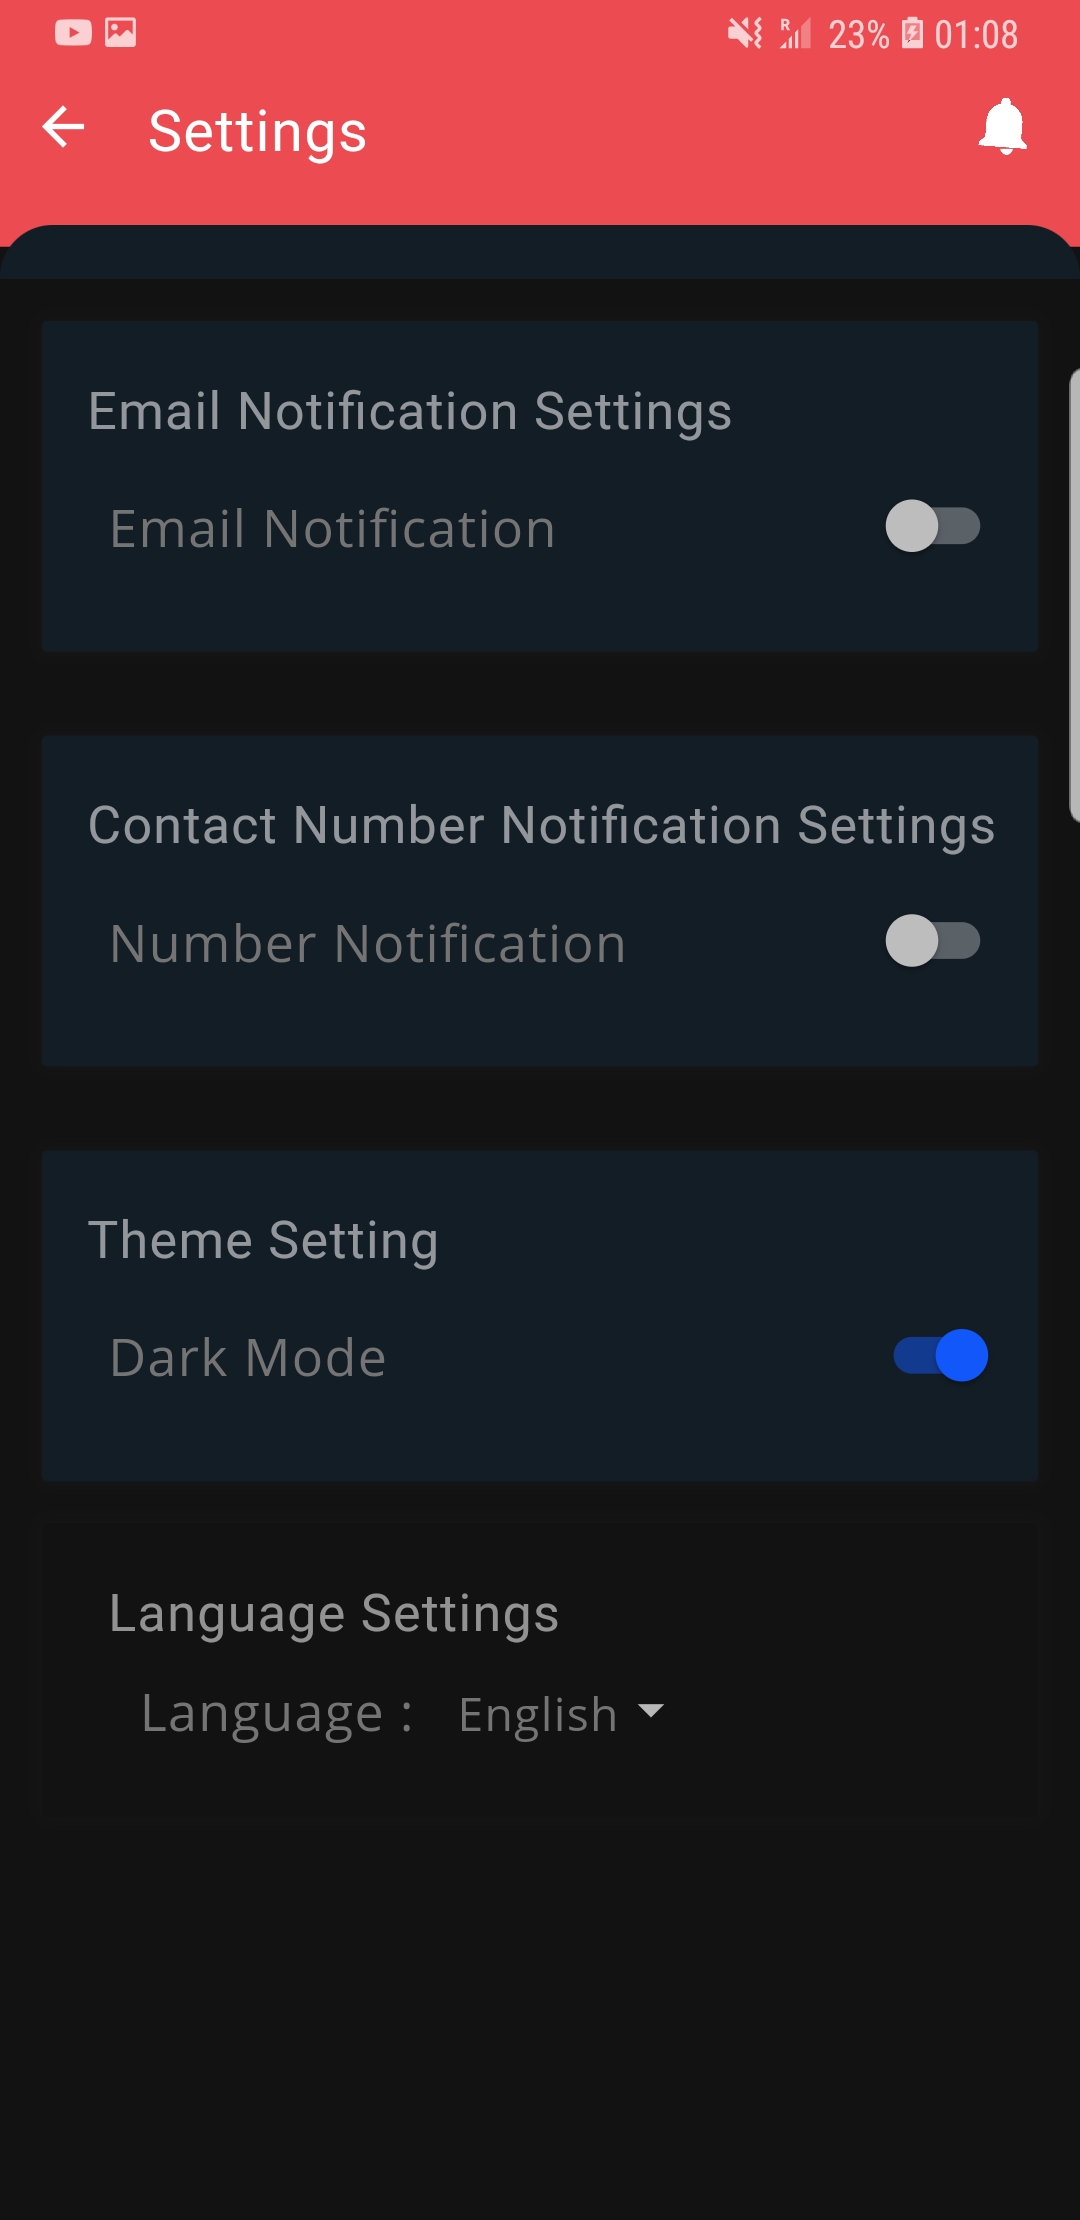 R 23% 01:08
Settings
Email Notification Settings
Email Notification
Contact Number Notification Settings
Number Notification
Theme Setting
Dark Mode
Language Settings
Language : English